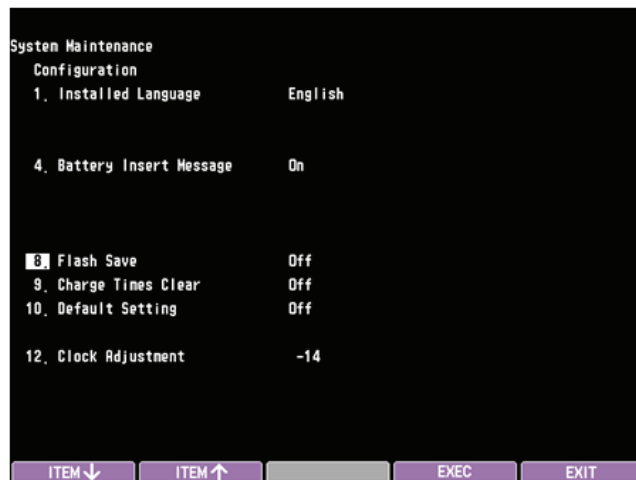 System Maintenance
Configuration
1. Installed Language English
4. Battery Insert Message On
8. Flash Save Off
9. Charge Times Clear Off
10. Default Setting Off
12. Clock Adjustment -14
ITEM↓ ITEM↑ EXEC EXIT